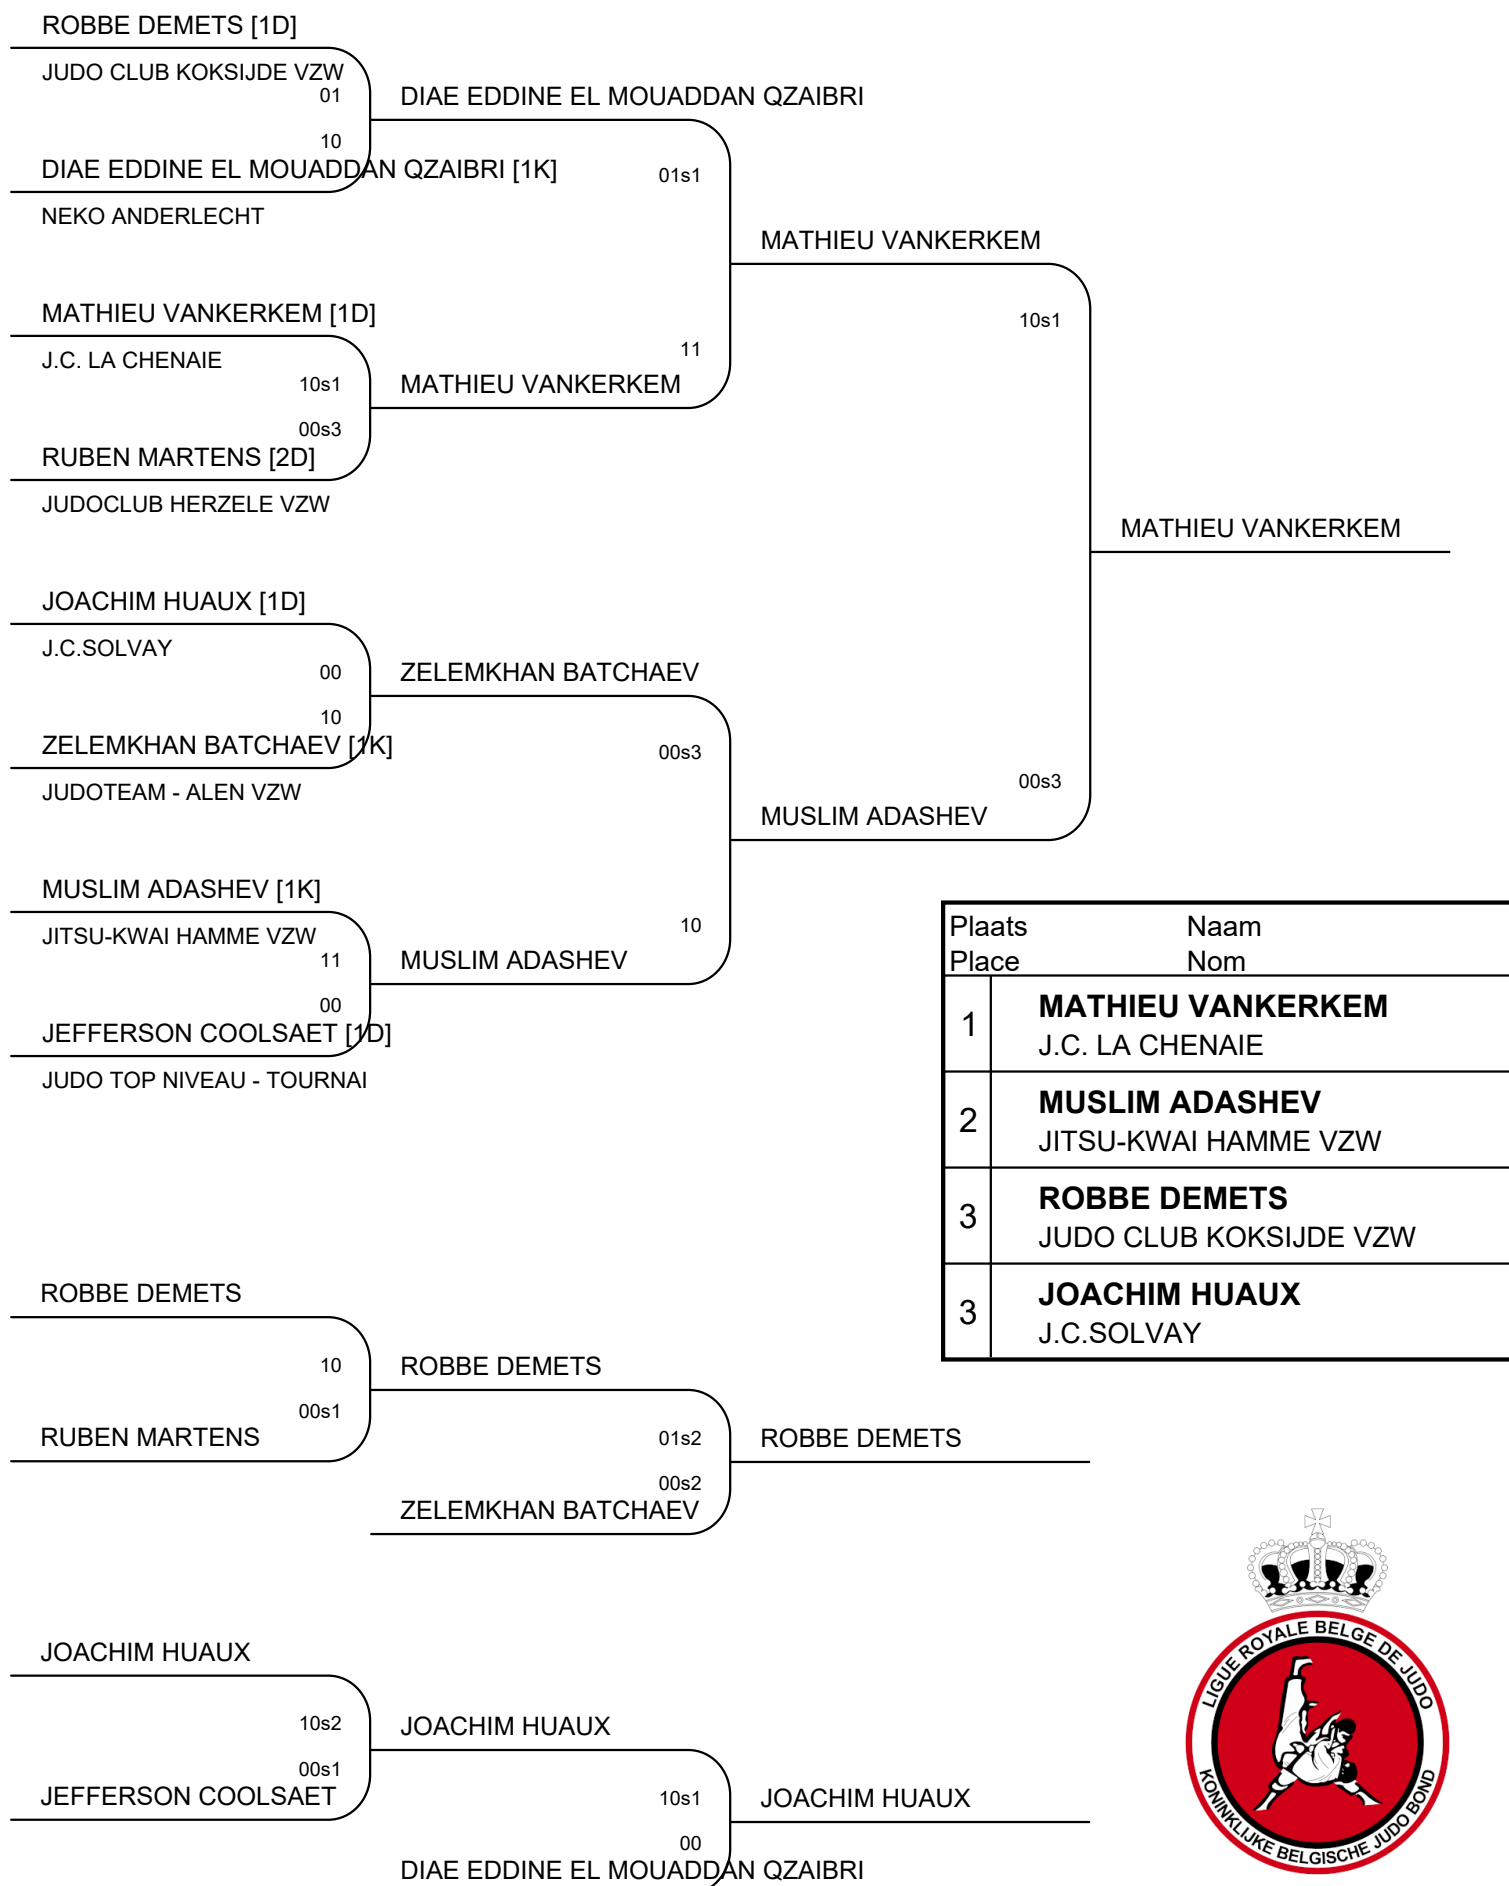 ROBBE DEMETS [1D]
JUDO CLUB KOKSIJDE VZW
01
10
DIAE EDDINE EL MOUADDAN QZAIBRI [1K]
NEKO ANDERLECHT
DIAE EDDINE EL MOUADDAN QZAIBRI
01s1
MATHIEU VANKERKEM [1D]
J.C. LA CHENAIE
10s1
00s3
RUBEN MARTENS [2D]
JUDOCLUB HERZELE VZW
11
MATHIEU VANKERKEM
MATHIEU VANKERKEM
10s1
JOACHIM HUAUX [1D]
J.C.SOLVAY
00
10
ZELEMKHAN BATCHAEV [1K]
JUDOTEAM - ALEN VZW
ZELEMKHAN BATCHAEV
00s3
MUSLIM ADASHEV [1K]
JITSU-KWAI HAMME VZW
11
00
JEFFERSON COOLSAET [1D]
JUDO TOP NIVEAU - TOURNAI
10
MUSLIM ADASHEV
00s3
MUSLIM ADASHEV
MATHIEU VANKERKEM
Plaats Naam
Place Nom
1 MATHIEU VANKERKEM
J.C. LA CHENAIE
2 MUSLIM ADASHEV
JITSU-KWAI HAMME VZW
3 ROBBE DEMETS
JUDO CLUB KOKSIJDE VZW
3 JOACHIM HUAUX
J.C.SOLVAY
ROBBE DEMETS
10
00s1
RUBEN MARTENS
ROBBE DEMETS
01s2
00s2
ZELEMKHAN BATCHAEV
ROBBE DEMETS
JOACHIM HUAUX
10s2
00s1
JEFFERSON COOLSAET
JOACHIM HUAUX
10s1
00
DIAE EDDINE EL MOUADDAN QZAIBRI
JOACHIM HUAUX
LIGUE ROYALE BELGE DE JUDO
KONINKLIJKE BELGISCHE JUDO BOND